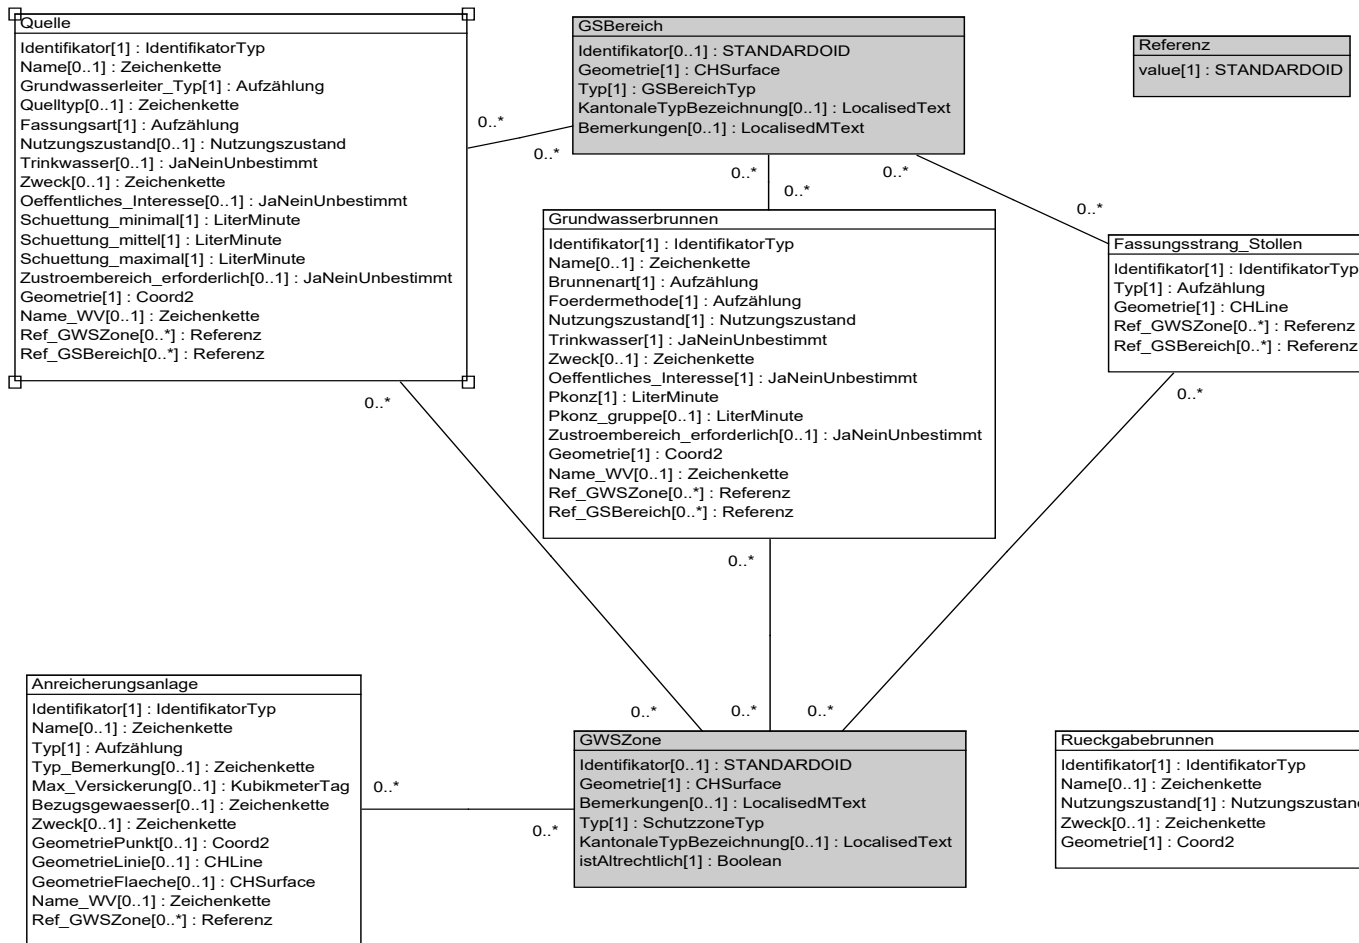 Quelle
Identifikator[1] : IdentifikatorTyp
Name[0..1] : Zeichenkette
Grundwasserleiter_Typ[1] : Aufzählung
Quelltyp[0..1] : Zeichenkette
Fassungsart[1] : Aufzählung
Nutzungszustand[0..1] : Nutzungszustand
Trinkwasser[0..1] : JaNeinUnbestimmt
Zweck[0..1] : Zeichenkette
Oeffentliches_Interesse[0..1] : JaNeinUnbestimmt
Schuettung_minimal[1] : LiterMinute
Schuettung_mittel[1] : LiterMinute
Schuettung_maximal[1] : LiterMinute
Zustroembereich_erforderlich[0..1] : JaNeinUnbestimmt
Geometrie[1] : Coord2
Name_WV[0..1] : Zeichenkette
Ref_GWSZone[0..*] : Referenz
Ref_GSBereich[0..*] : Referenz
0..*
0..*
GSBereich
Identifikator[0..1] : STANDARDOID
Geometrie[1] : CHSurface
Typ[1] : GSBereichTyp
KantonaleTypBezeichnung[0..1] : LocalisedText
Bemerkungen[0..1] : LocalisedMText
Referenz
value[1] : STANDARDOID
0..*
0..*
0..*
0..*
Grundwasserbrunnen
Identifikator[1] : IdentifikatorTyp
Name[0..1] : Zeichenkette
Brunnenart[1] : Aufzählung
Foerdermethode[1] : Aufzählung
Nutzungszustand[1] : Nutzungszustand
Trinkwasser[1] : JaNeinUnbestimmt
Zweck[0..1] : Zeichenkette
Oeffentliches_Interesse[1] : JaNeinUnbestimmt
Pkonz[1] : LiterMinute
Pkonz_gruppe[0..1] : LiterMinute
Zustroembereich_erforderlich[0..1] : JaNeinUnbestimmt
Geometrie[1] : Coord2
Name_WV[0..1] : Zeichenkette
Ref_GWSZone[0..*] : Referenz
Ref_GSBereich[0..*] : Referenz
Fassungsstrang_Stollen
Identifikator[1] : IdentifikatorTyp
Typ[1] : Aufzählung
Geometrie[1] : CHLine
Ref_GWSZone[0..*] : Referenz
Ref_GSBereich[0..*] : Referenz
0..*
0..*
0..*
Anreicherungsanlage
Identifikator[1] : IdentifikatorTyp
Name[0..1] : Zeichenkette
Typ[1] : Aufzählung
Typ_Bemerkung[0..1] : Zeichenkette
Max_Versickerung[0..1] : KubikmeterTag
Bezugsgewaesser[0..1] : Zeichenkette
Zweck[0..1] : Zeichenkette
GeometriePunkt[0..1] : Coord2
GeometrieLinie[0..1] : CHLine
GeometrieFlaeche[0..1] : CHSurface
Name_WV[0..1] : Zeichenkette
Ref_GWSZone[0..*] : Referenz
0..*
0..*
0..*
0..*
0..*
GWSZone
Identifikator[0..1] : STANDARDOID
Geometrie[1] : CHSurface
Bemerkungen[0..1] : LocalisedMText
Typ[1] : SchutzzoneTyp
KantonaleTypBezeichnung[0..1] : LocalisedText
istAltrechtlich[1] : Boolean
Rueckgabebrunnen
Identifikator[1] : IdentifikatorTyp
Name[0..1] : Zeichenkette
Nutzungszustand[1] : Nutzungszustand
Zweck[0..1] : Zeichenkette
Geometrie[1] : Coord2